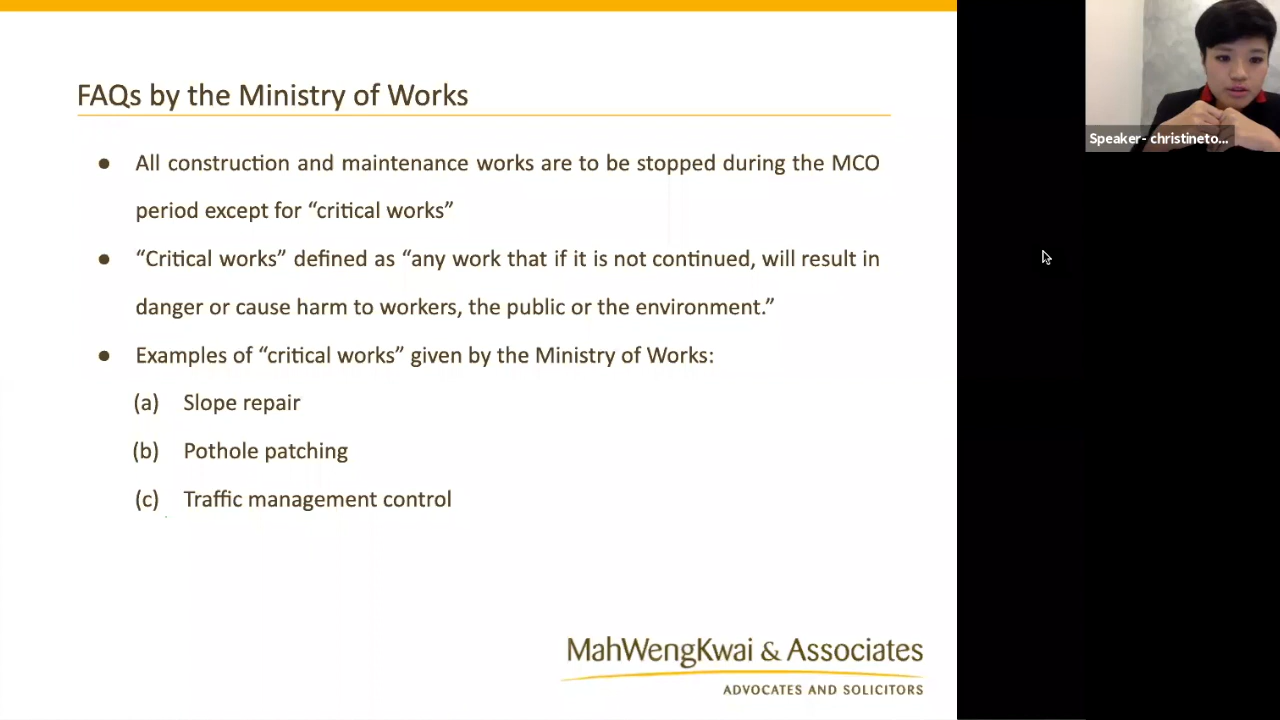 FAQs by the Ministry of Works
● All construction and maintenance works are to be stopped during the MCO
period except for “critical works”
● “Critical works” defined as “any work that if it is not continued, will result in
danger or cause harm to workers, the public or the environment.”
● Examples of “critical works” given by the Ministry of Works:
(a) Slope repair
(b) Pothole patching
(c) Traffic management control
MahWengKwai & Associates
ADVOCATES AND SOLICITORS
Speaker- christineto...